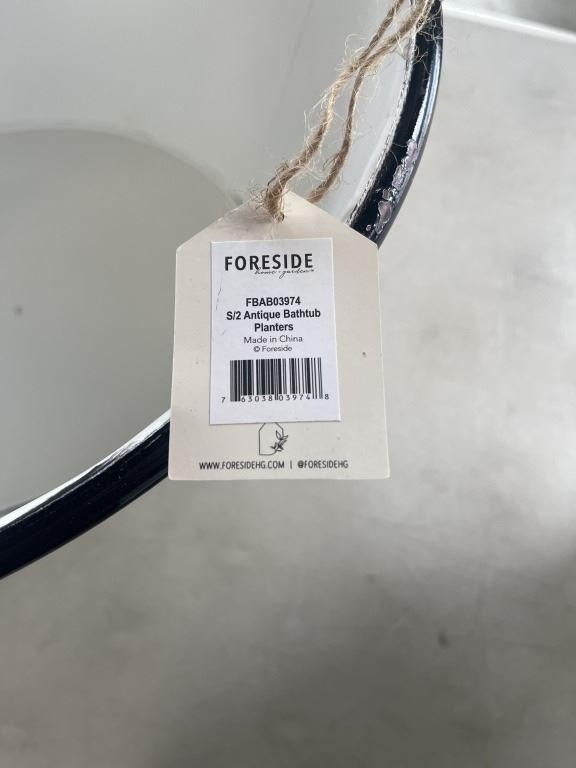 FORESIDE
home + garden™
FBAB03974
S/2 Antique Bathtub
Planters
Made in China
© Foreside
7 63038 03974 8
WWW.FORESIDEHG.COM | @FORESIDEHG